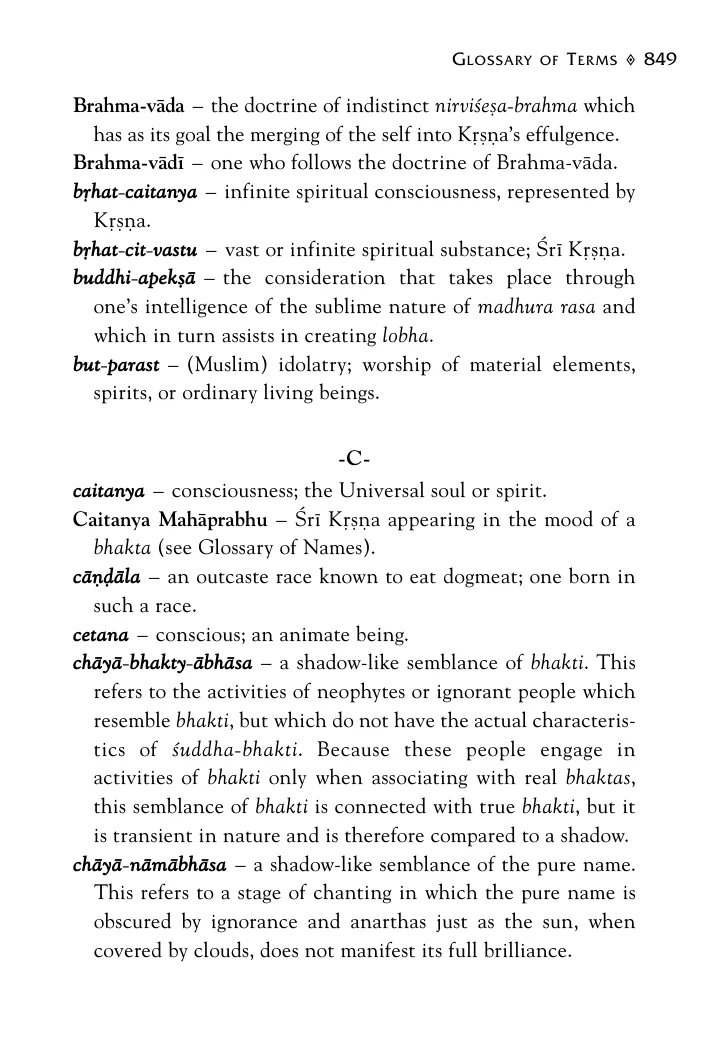 GLOSSARY OF TERMS ◊ 849
Brahma-vāda – the doctrine of indistinct nirviśeṣa-brahma which
has as its goal the merging of the self into Kṛṣṇa’s effulgence.
Brahma-vādī – one who follows the doctrine of Brahma-vāda.
bṛhat-caitanya – infinite spiritual consciousness, represented by
Kṛṣṇa.
bṛhat-cit-vastu – vast or infinite spiritual substance; Śrī Kṛṣṇa.
buddhi-apekṣā – the consideration that takes place through
one’s intelligence of the sublime nature of madhura rasa and
which in turn assists in creating lobha.
but-parast – (Muslim) idolatry; worship of material elements,
spirits, or ordinary living beings.
-C-
caitanya – consciousness; the Universal soul or spirit.
Caitanya Mahāprabhu – Śrī Kṛṣṇa appearing in the mood of a
bhakta (see Glossary of Names).
cāṇḍāla – an outcaste race known to eat dogmeat; one born in
such a race.
cetana – conscious; an animate being.
chāyā-bhakty-ābhāsa – a shadow-like semblance of bhakti. This
refers to the activities of neophytes or ignorant people which
resemble bhakti, but which do not have the actual characteris-
tics of śuddha-bhakti. Because these people engage in
activities of bhakti only when associating with real bhaktas,
this semblance of bhakti is connected with true bhakti, but it
is transient in nature and is therefore compared to a shadow.
chāyā-nāmābhāsa – a shadow-like semblance of the pure name.
This refers to a stage of chanting in which the pure name is
obscured by ignorance and anarthas just as the sun, when
covered by clouds, does not manifest its full brilliance.